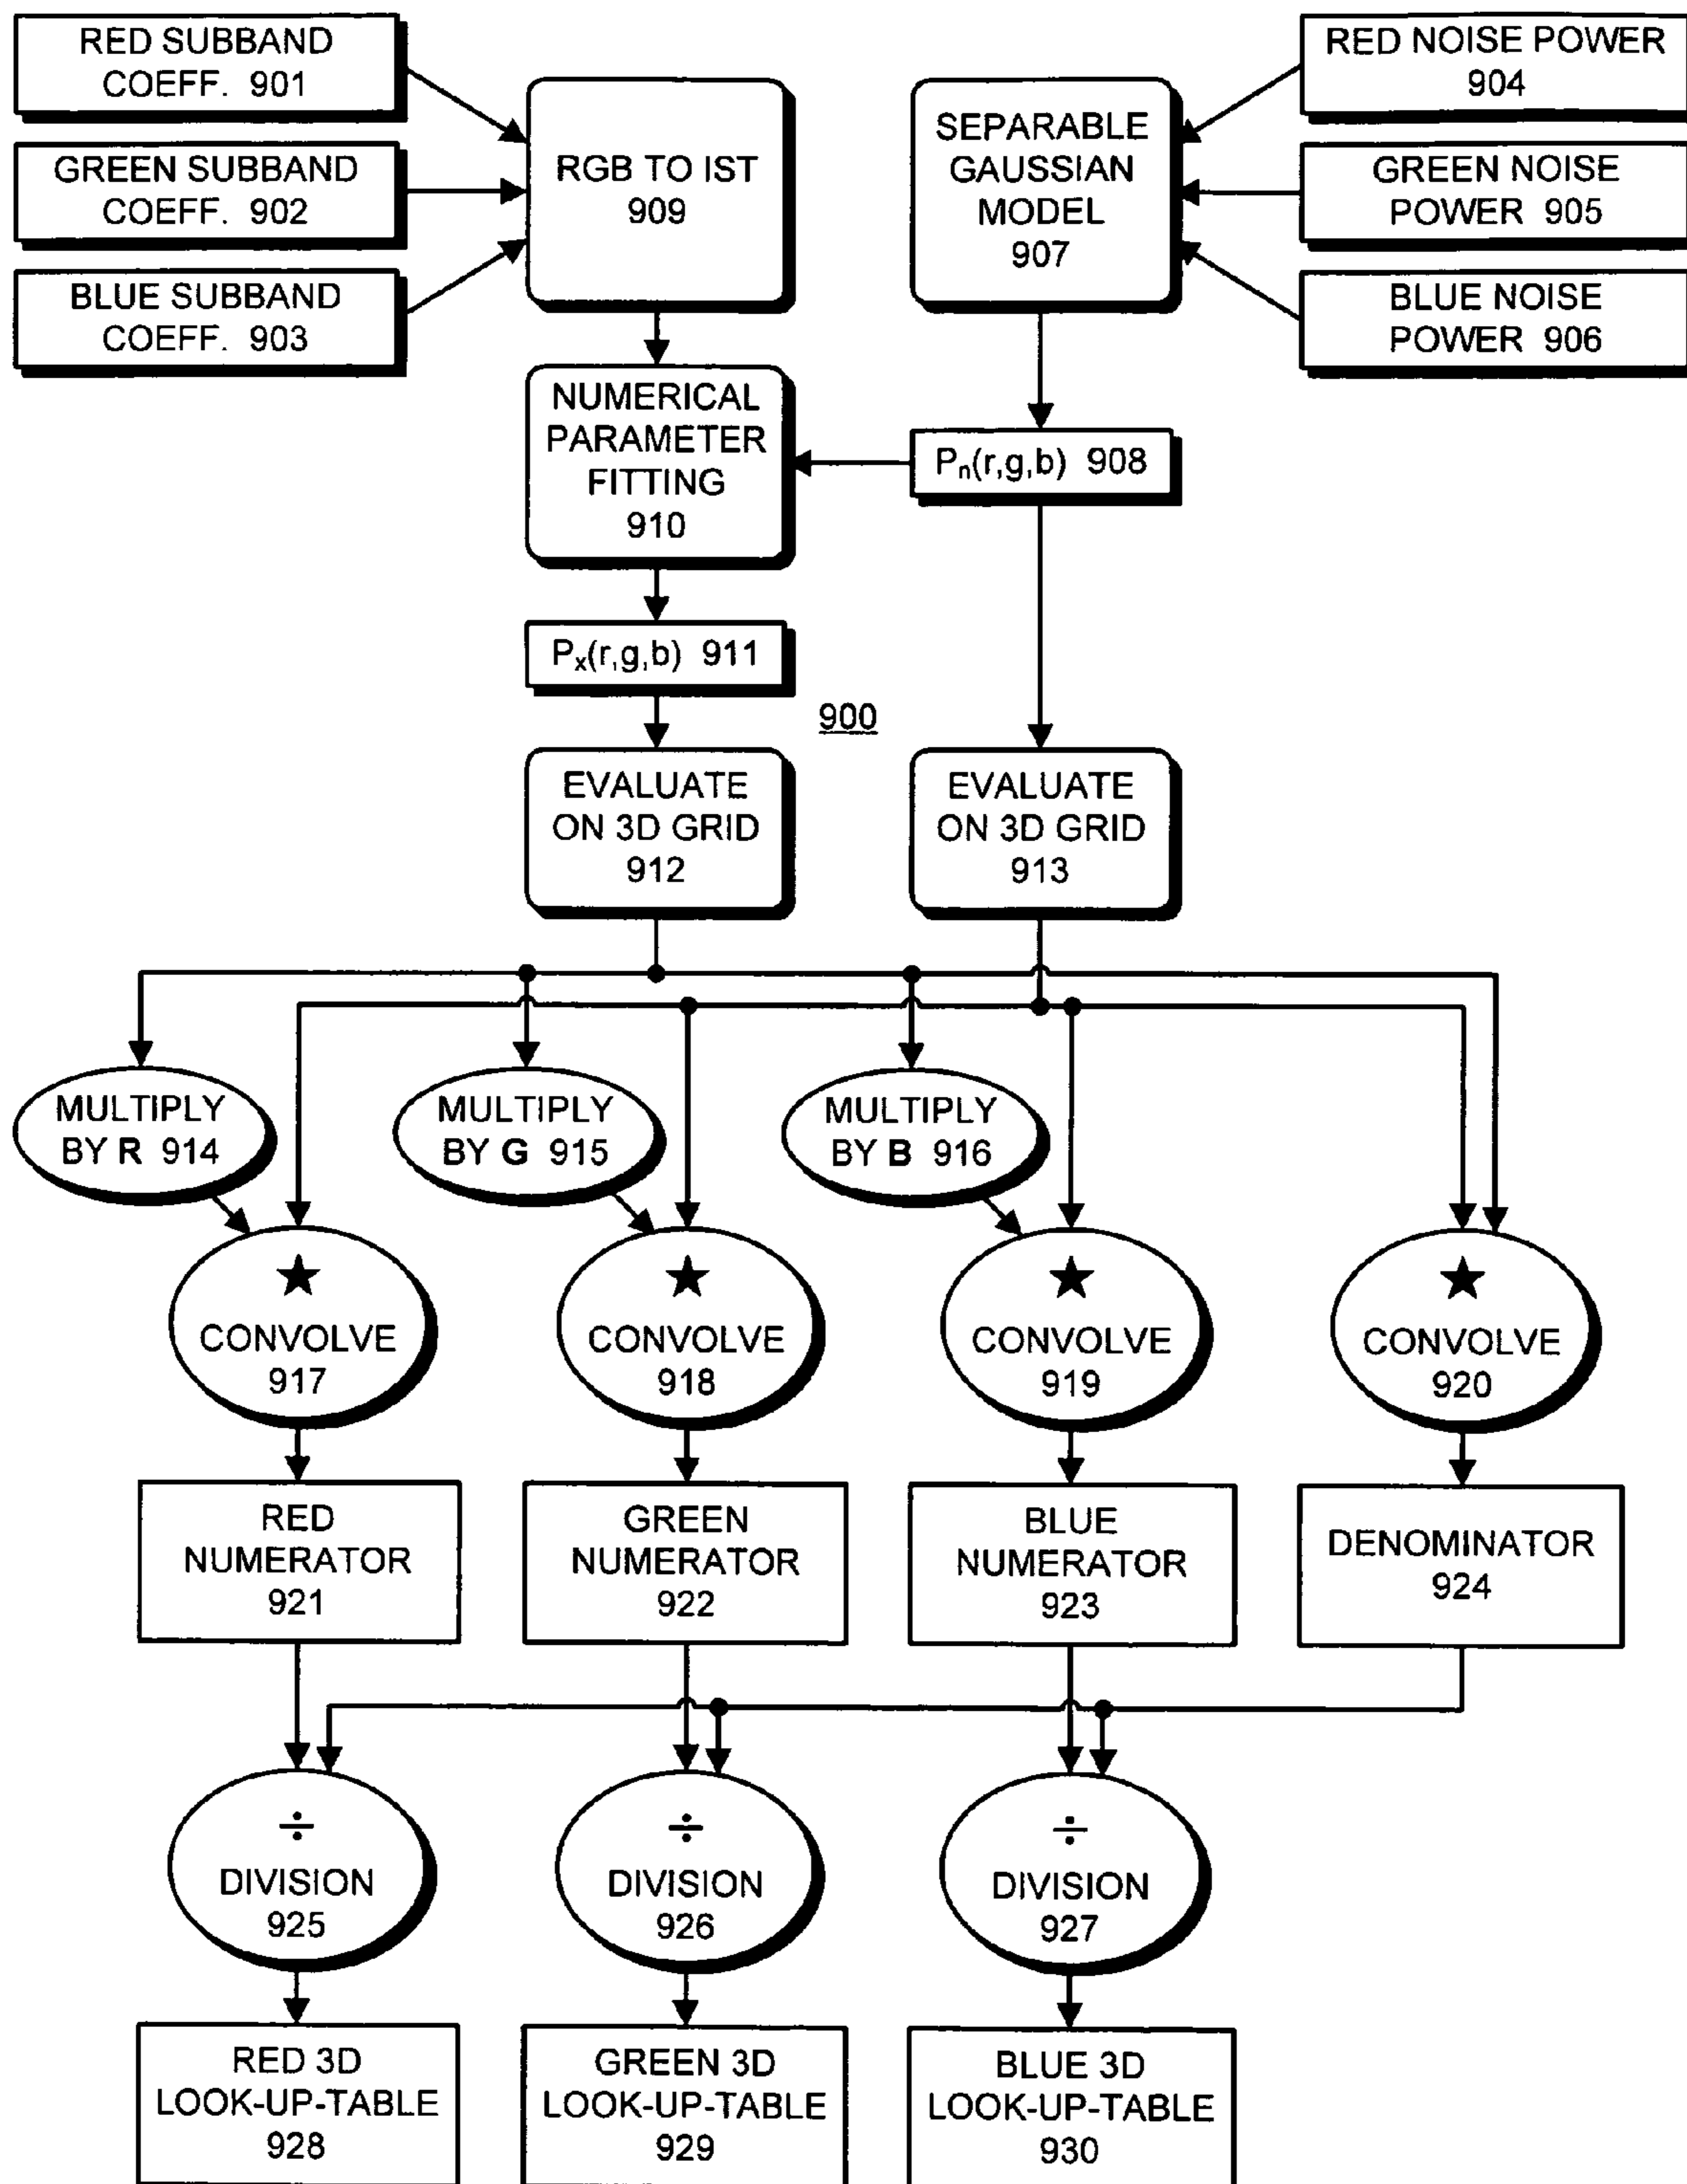 RED SUBBAND
COEFF. 901
GREEN SUBBAND
COEFF. 902
BLUE SUBBAND
COEFF. 903
RGB TO IST
909
SEPARABLE
GAUSSIAN
MODEL
907
RED NOISE POWER
904
GREEN NOISE
POWER 905
BLUE NOISE
POWER 906
NUMERICAL
PARAMETER
FITTING
910
Pn(r,g,b) 908
Px(r,g,b) 911
900
EVALUATE
ON 3D GRID
912
EVALUATE
ON 3D GRID
913
MULTIPLY
BY R 914
MULTIPLY
BY G 915
MULTIPLY
BY B 916
★
CONVOLVE
917
★
CONVOLVE
918
★
CONVOLVE
919
★
CONVOLVE
920
RED
NUMERATOR
921
GREEN
NUMERATOR
922
BLUE
NUMERATOR
923
DENOMINATOR
924
÷
DIVISION
925
÷
DIVISION
926
÷
DIVISION
927
RED 3D
LOOK-UP-TABLE
928
GREEN 3D
LOOK-UP-TABLE
929
BLUE 3D
LOOK-UP-TABLE
930